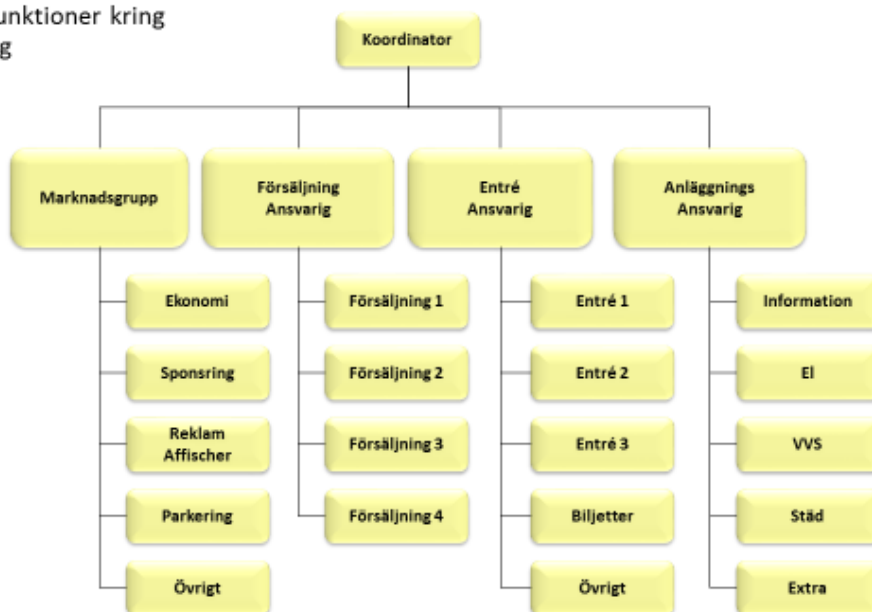 unktioner kring
g
Koordinator
Marknadsgrupp
Försäljning
Ansvarig
Entré
Ansvarig
Anläggnings
Ansvarig
Ekonomi
Försäljning 1
Entré 1
Information
Sponsring
Försäljning 2
Entré 2
El
Reklam
Affischer
Försäljning 3
Entré 3
VVS
Parkering
Försäljning 4
Biljetter
Städ
Övrigt
Övrigt
Extra